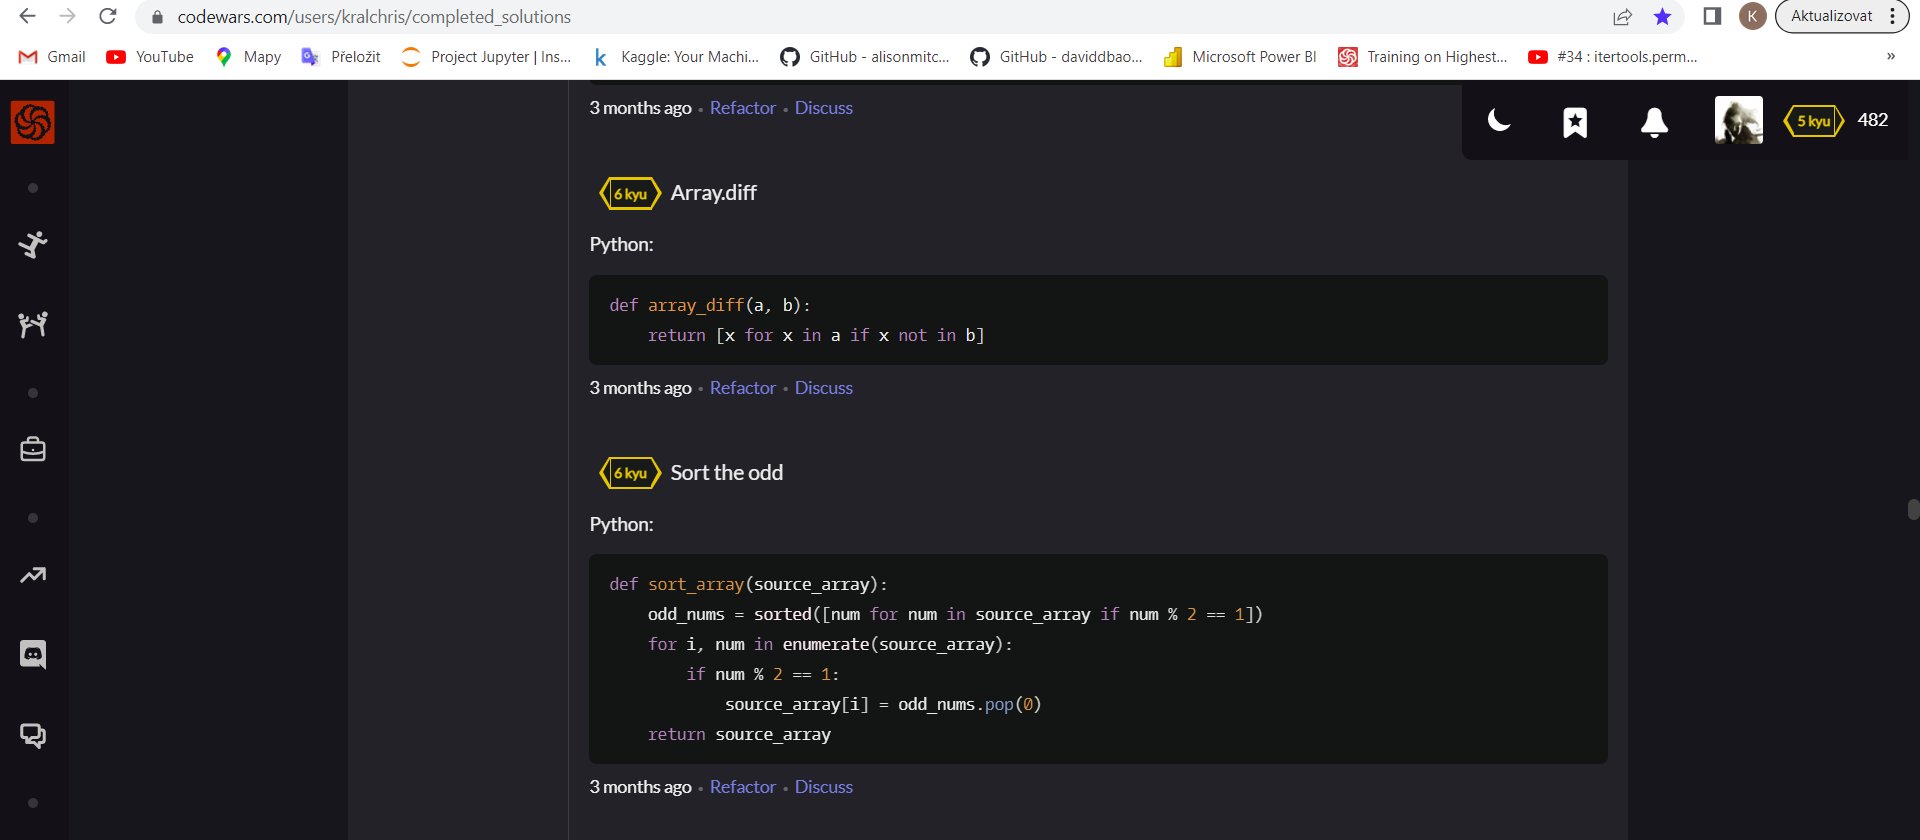 codewars.com/users/kralchris/completed_solutions
K
Aktualizovat
Gmail
YouTube
Mapy
Přeložit
Project Jupyter | Ins...
Kaggle: Your Machi...
GitHub - alisonmitc...
GitHub - daviddbao...
Microsoft Power BI
Training on Highest...
#34 : itertools.perm...
»
3 months ago • Refactor • Discuss
5 kyu
482
6 kyu Array.diff
Python:
def array_diff(a, b):
    return [x for x in a if x not in b]
3 months ago • Refactor • Discuss
6 kyu Sort the odd
Python:
def sort_array(source_array):
    odd_nums = sorted([num for num in source_array if num % 2 == 1])
    for i, num in enumerate(source_array):
        if num % 2 == 1:
            source_array[i] = odd_nums.pop(0)
    return source_array
3 months ago • Refactor • Discuss